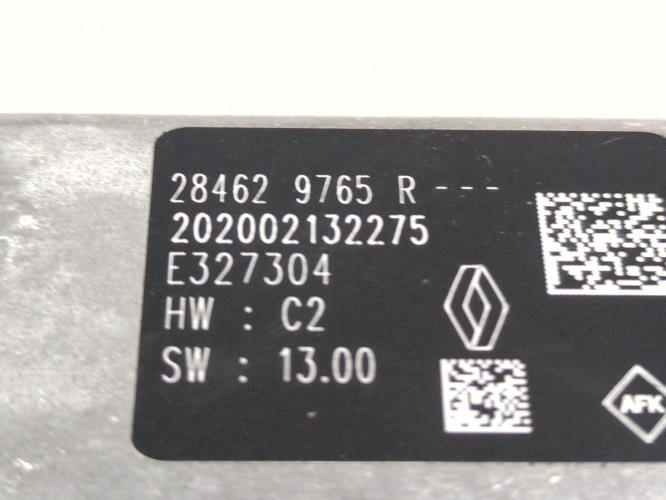 28462 9765 R ---
202002132275
E327304
HW : C2
SW : 13.00
AFK